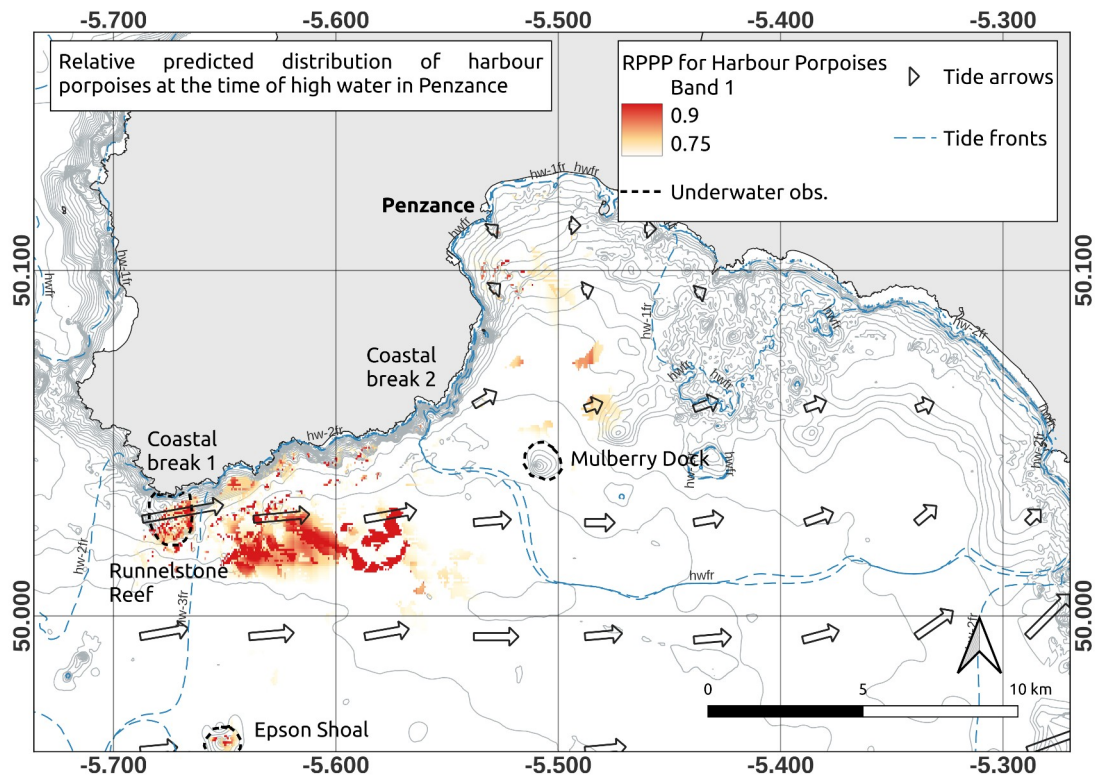 -5.700 -5.600 -5.500 -5.400 -5.300
Relative predicted distribution of harbour
porpoises at the time of high water in Penzance
RPPP for Harbour Porpoises
Band 1
0.9
0.75
Underwater obs.
Tide arrows
Tide fronts
hw-1fr hwfr
Penzance
hwfr
hw-1fr
hwfr
50.100 50.100
hw-1fr
hwfr
hw-2fr
Coastal
break 2
hwfr
hwfr
hwfr
hw-2fr
Coastal
break 1
Mulberry Dock
hwfr
hwfr
hw-2fr
hw-2fr
Runnelstone
Reef
hwfr
hw-3fr
50.000 50.000
hw-2fr
0 5 10 km
Epson Shoal
-5.700 -5.600 -5.500 -5.400 -5.300